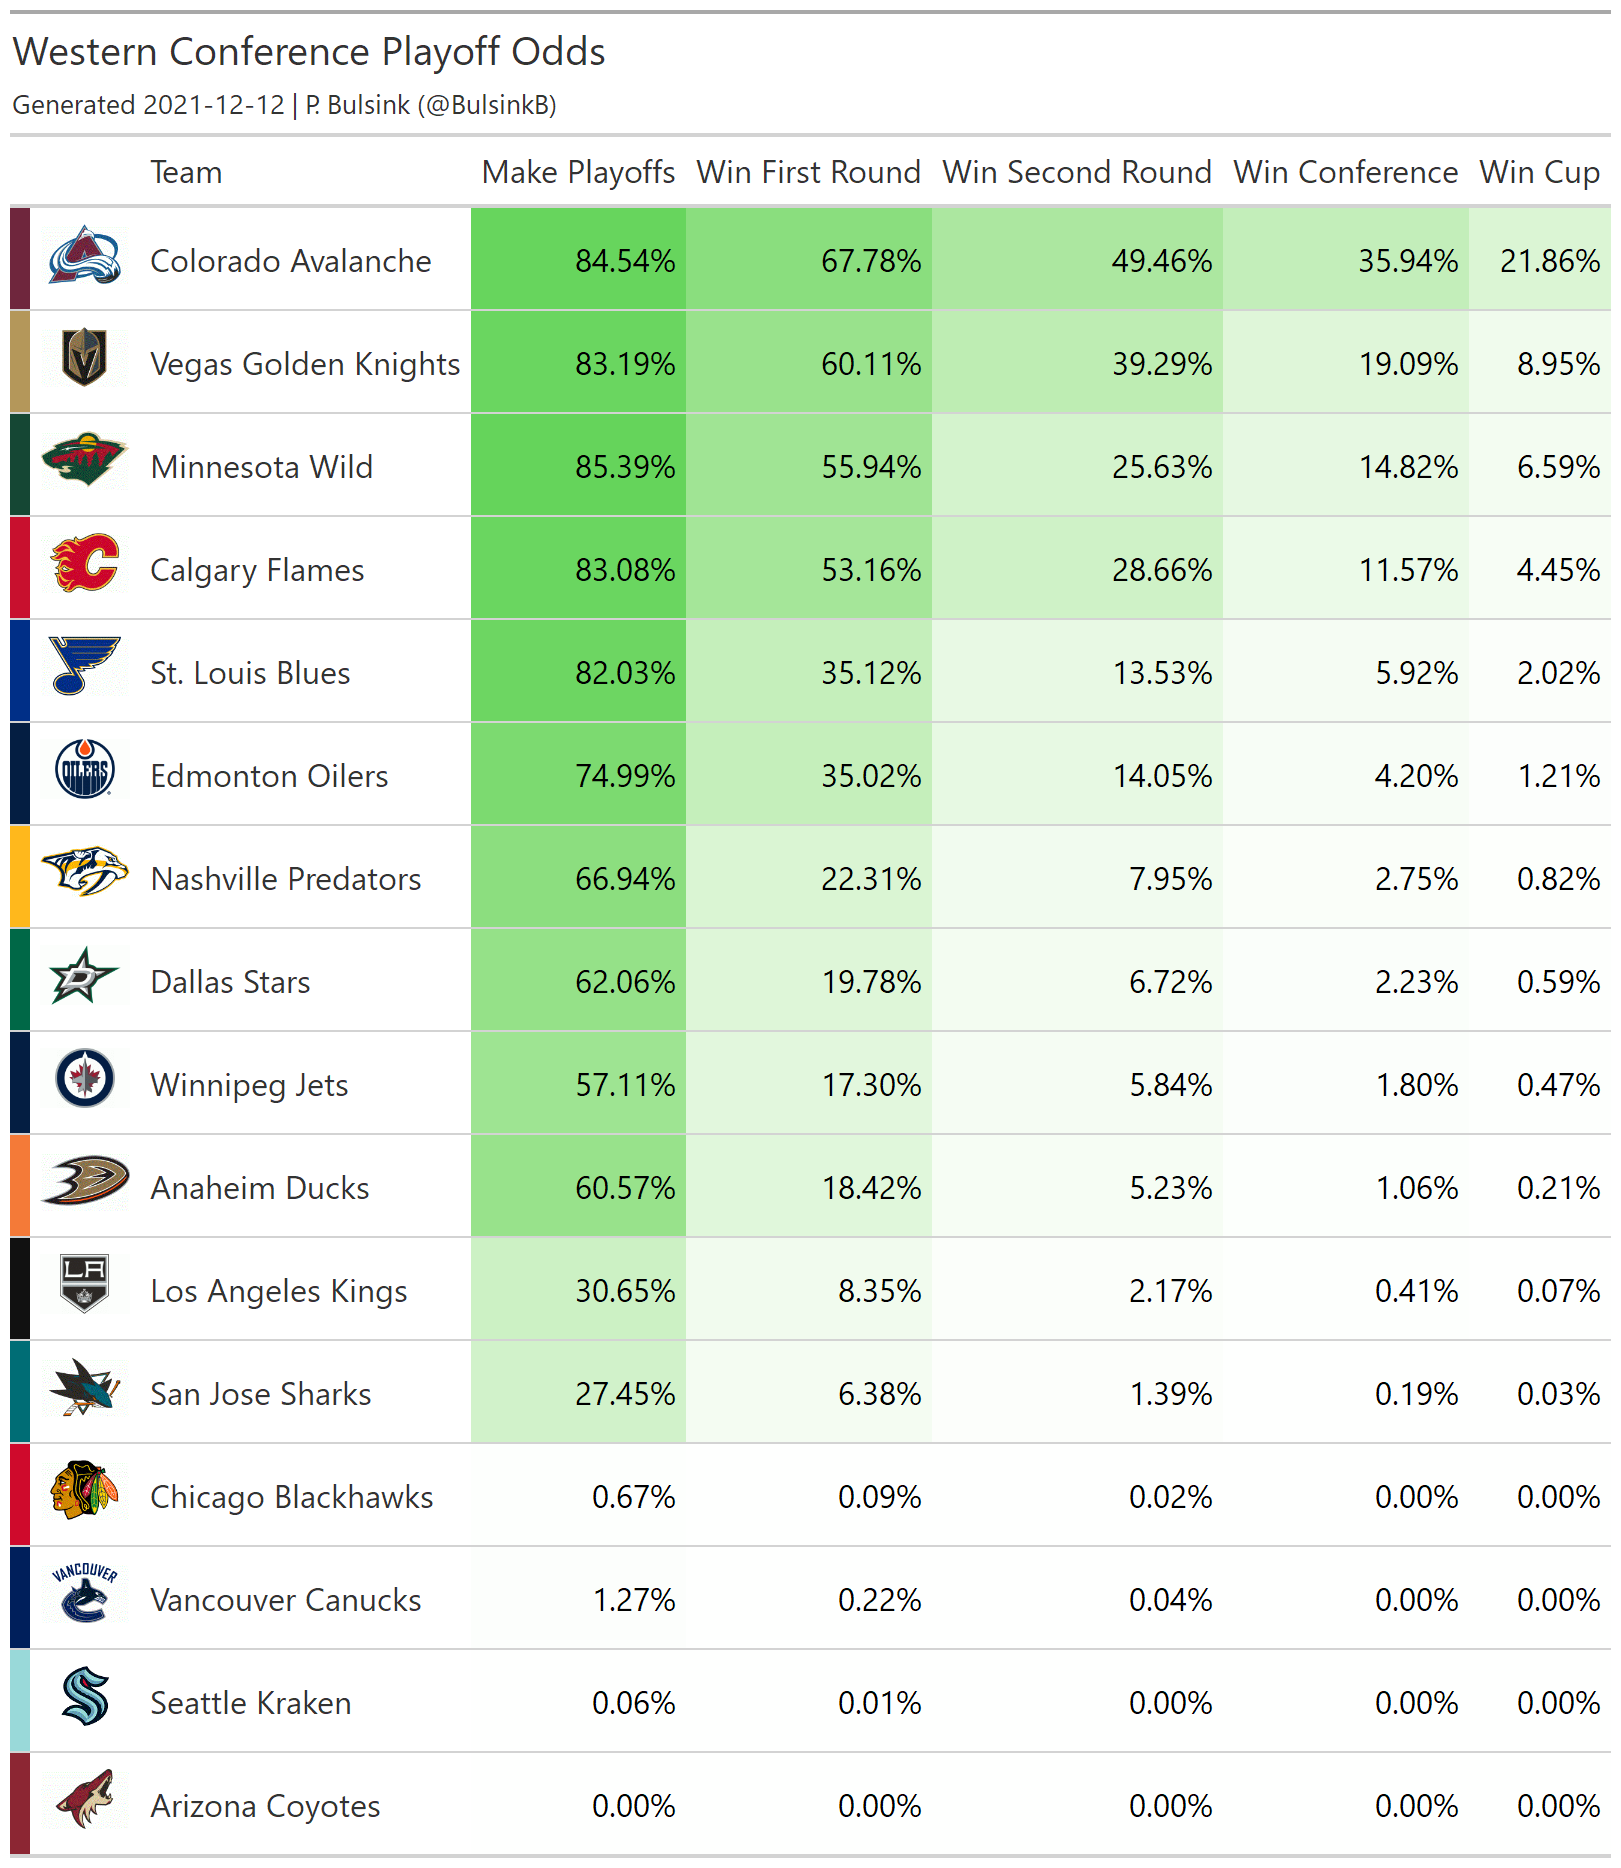 Western Conference Playoff Odds
Generated 2021-12-12 | P. Bulsink (@BulsinkB)
Team Make Playoffs Win First Round Win Second Round Win Conference Win Cup
Colorado Avalanche 84.54% 67.78% 49.46% 35.94% 21.86%
Vegas Golden Knights 83.19% 60.11% 39.29% 19.09% 8.95%
Minnesota Wild 85.39% 55.94% 25.63% 14.82% 6.59%
Calgary Flames 83.08% 53.16% 28.66% 11.57% 4.45%
St. Louis Blues 82.03% 35.12% 13.53% 5.92% 2.02%
OILERS Edmonton Oilers 74.99% 35.02% 14.05% 4.20% 1.21%
Nashville Predators 66.94% 22.31% 7.95% 2.75% 0.82%
D Dallas Stars 62.06% 19.78% 6.72% 2.23% 0.59%
Winnipeg Jets 57.11% 17.30% 5.84% 1.80% 0.47%
Anaheim Ducks 60.57% 18.42% 5.23% 1.06% 0.21%
LA Los Angeles Kings 30.65% 8.35% 2.17% 0.41% 0.07%
San Jose Sharks 27.45% 6.38% 1.39% 0.19% 0.03%
Chicago Blackhawks 0.67% 0.09% 0.02% 0.00% 0.00%
VANCOUVER Vancouver Canucks 1.27% 0.22% 0.04% 0.00% 0.00%
Seattle Kraken 0.06% 0.01% 0.00% 0.00% 0.00%
Arizona Coyotes 0.00% 0.00% 0.00% 0.00% 0.00%